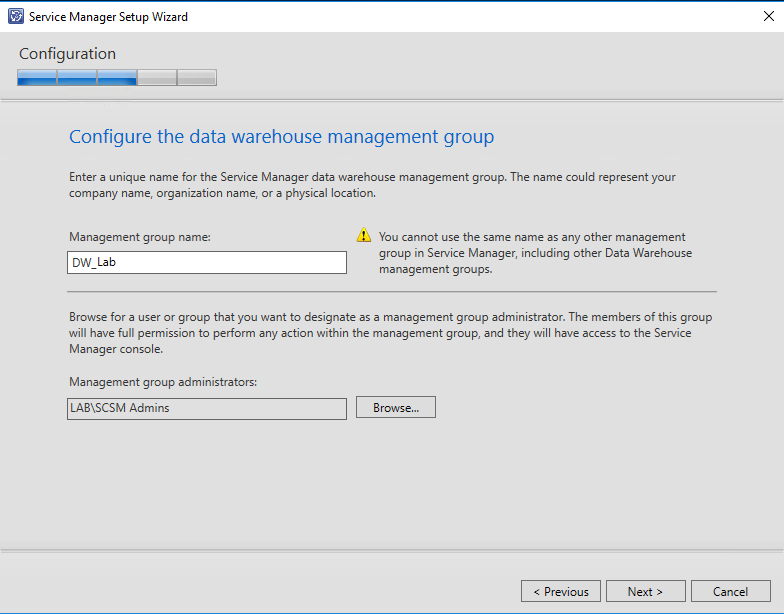 Service Manager Setup Wizard
Configuration
Configure the data warehouse management group
Enter a unique name for the Service Manager data warehouse management group. The name could represent your
company name, organization name, or a physical location.
Management group name:
DW_Lab
You cannot use the same name as any other management
group in Service Manager, including other Data Warehouse
management groups.
Browse for a user or group that you want to designate as a management group administrator. The members of this group
will have full permission to perform any action within the management group, and they will have access to the Service
Manager console.
Management group administrators:
LAB\SCSM Admins
Browse...
< Previous
Next >
Cancel